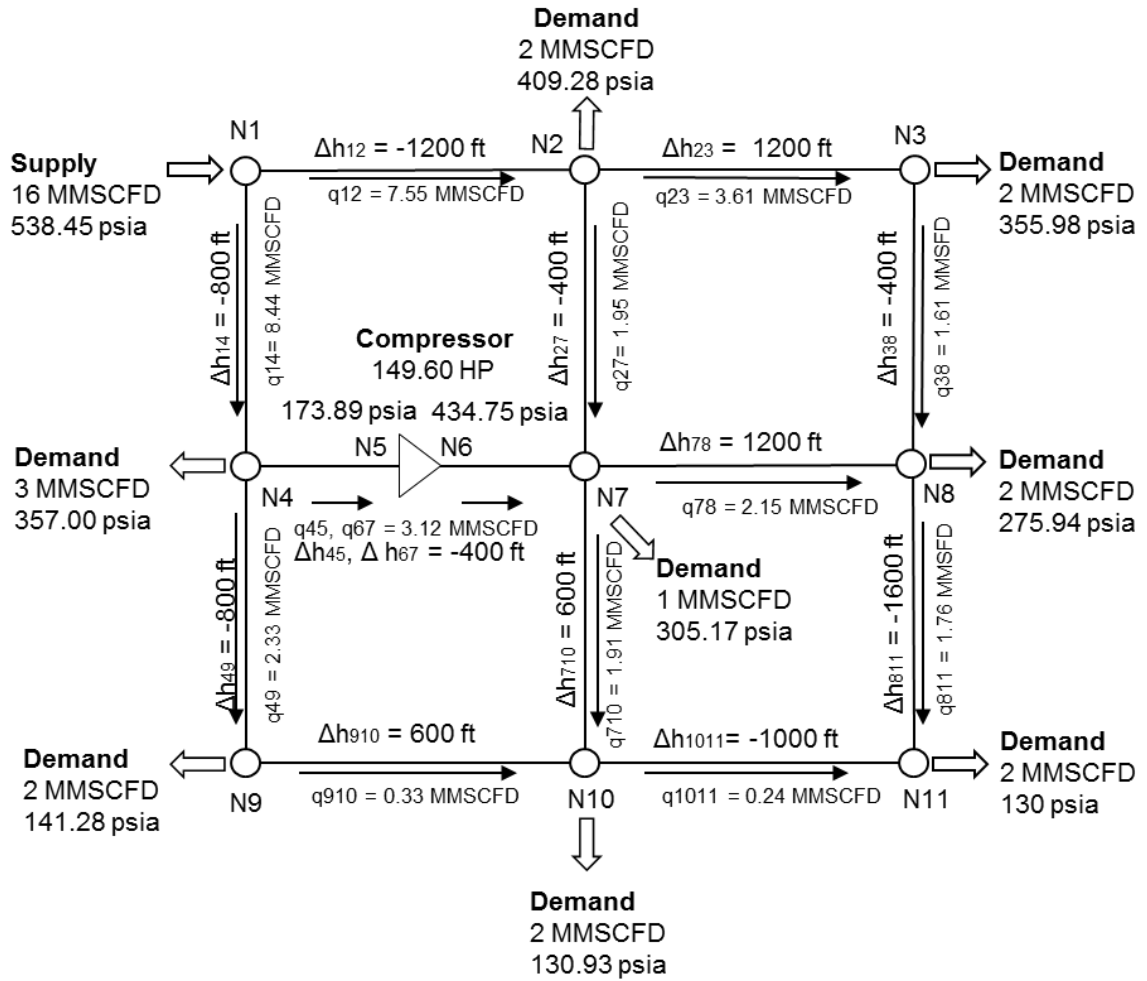 Demand
2 MMSCFD
409.28 psia
N1
N2
N3
Δh12 = -1200 ft
q12 = 7.55 MMSCFD
Δh23 = 1200 ft
q23 = 3.61 MMSCFD
Supply
16 MMSCFD
538.45 psia
Demand
2 MMSCFD
355.98 psia
Δh14 = -800 ft
q14= 8.44 MMSCFD
Δh27 = -400 ft
q27= 1.95 MMSCFD
Δh38 = -400 ft
q38 = 1.61 MMSFD
Compressor
149.60 HP
173.89 psia 434.75 psia
N5 N6
Demand
3 MMSCFD
357.00 psia
N4
q45, q67 = 3.12 MMSCFD
Δh45, Δ h67 = -400 ft
N7
Δh78 = 1200 ft
q78 = 2.15 MMSCFD
N8
Demand
2 MMSCFD
275.94 psia
Demand
1 MMSCFD
305.17 psia
Δh49 = -800 ft
q49 = 2.33 MMSCFD
Δh710 = 600 ft
q710 = 1.91 MMSCFD
Δh811 = -1600 ft
q811 = 1.76 MMSFD
Δh910 = 600 ft
q910 = 0.33 MMSCFD
Δh1011= -1000 ft
q1011 = 0.24 MMSCFD
Demand
2 MMSCFD
141.28 psia
N9
N10
N11
Demand
2 MMSCFD
130 psia
Demand
2 MMSCFD
130.93 psia